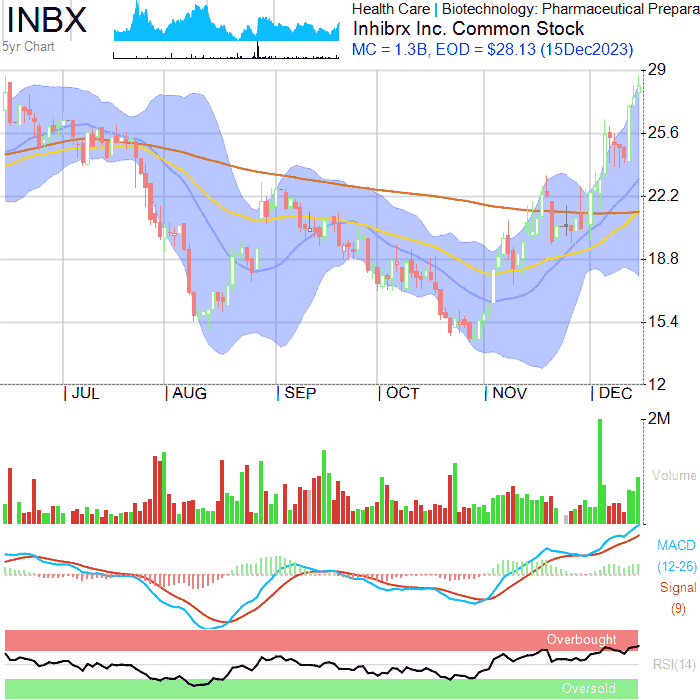 INBX
5yr Chart
Health Care | Biotechnology: Pharmaceutical Prepara
Inhibrx Inc. Common Stock
MC = 1.3B, EOD = $28.13 (15Dec2023)
29
25.6
22.2
18.8
15.4
12
JUL AUG SEP OCT NOV DEC
2M
Volume
MACD
(12-26)
Signal
(9)
Overbought
RSI(14)
Oversold